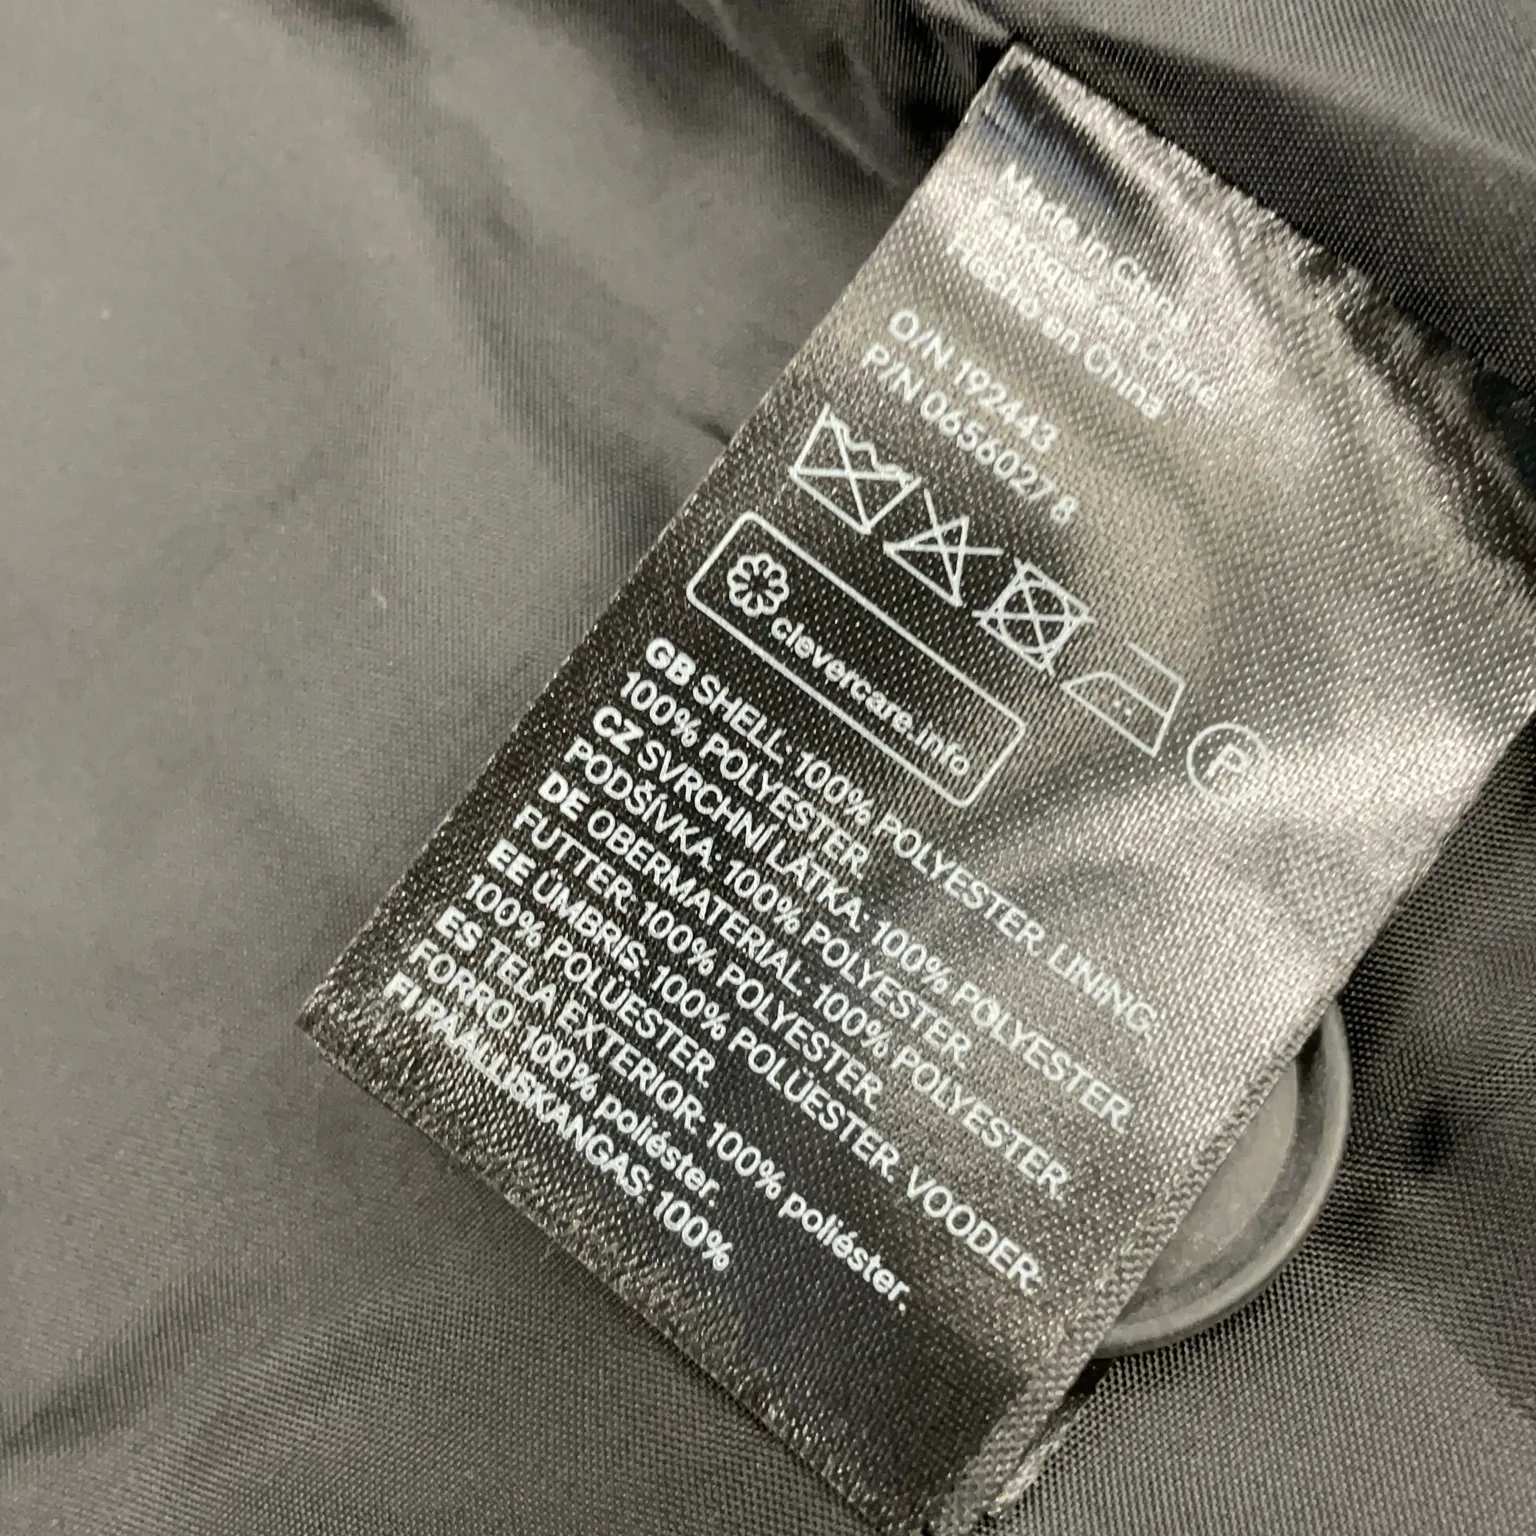 Made in China
Fabriqué en Chine
Hecho en China
O/N 192443
P/N 0656027 8
clevercare.info
P
GB SHELL: 100% POLYESTER. LINING:
100% POLYESTER.
CZ SVRCHNÍ LÁTKA: 100% POLYESTER.
PODŠÍVKA: 100% POLYESTER.
DE OBERMATERIAL: 100% POLYESTER.
FUTTER: 100% POLYESTER.
EE ÜMBRIS: 100% POLÜESTER. VOODER:
100% POLÜESTER.
ES TELA EXTERIOR: 100% poliéster.
FORRO: 100% poliéster.
FI PÄÄLLISKANGAS: 100%